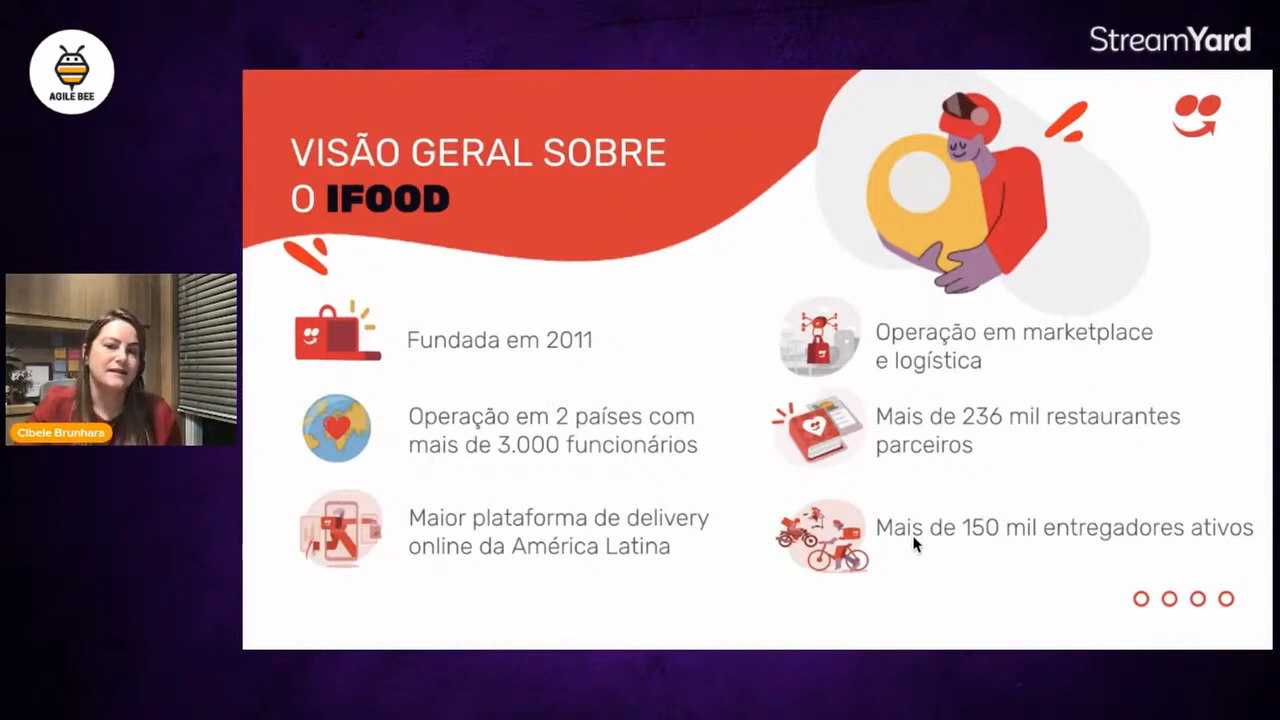 AGILE BEE
StreamYard
VISÃO GERAL SOBRE
O IFOOD
Fundada em 2011
Operação em 2 países com
mais de 3.000 funcionários
Maior plataforma de delivery
online da América Latina
Operação em marketplace
e logística
Mais de 236 mil restaurantes
parceiros
Mais de 150 mil entregadores ativos
Cibele Brunhara